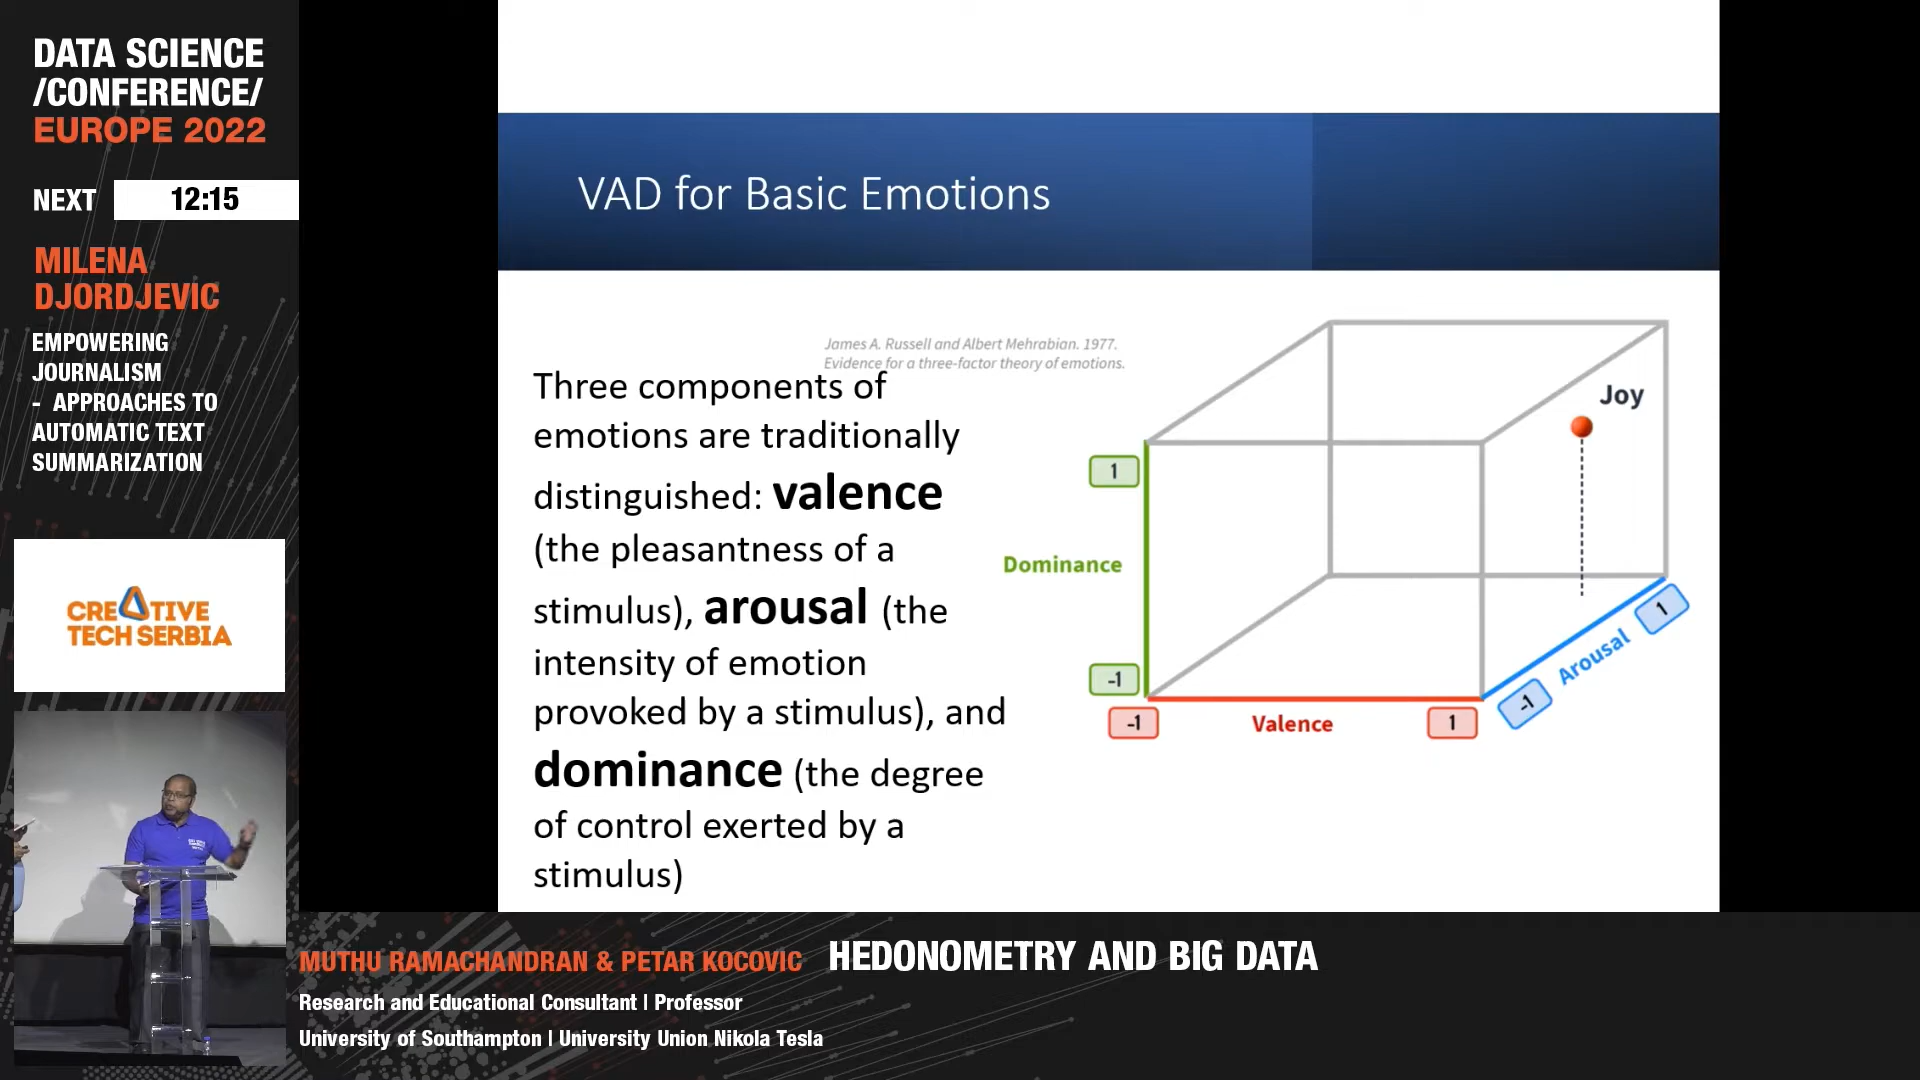 DATA SCIENCE
/CONFERENCE/
EUROPE 2022
NEXT 12:15
MILENA
DJORDJEVIC
EMPOWERING
JOURNALISM
- APPROACHES TO
AUTOMATIC TEXT
SUMMARIZATION
CREATIVE
TECH SERBIA
VAD for Basic Emotions
James A. Russell and Albert Mehrabian. 1977.
Evidence for a three-factor theory of emotions.
Three components of
emotions are traditionally
distinguished: valence
(the pleasantness of a
stimulus), arousal (the
intensity of emotion
provoked by a stimulus), and
dominance (the degree
of control exerted by a
stimulus)
Joy
1
Dominance
-1
-1
Valence
1
-1
Arousal
1
MUTHU RAMACHANDRAN & PETAR KOCOVIC HEDONOMETRY AND BIG DATA
Research and Educational Consultant | Professor
University of Southampton | University Union Nikola Tesla